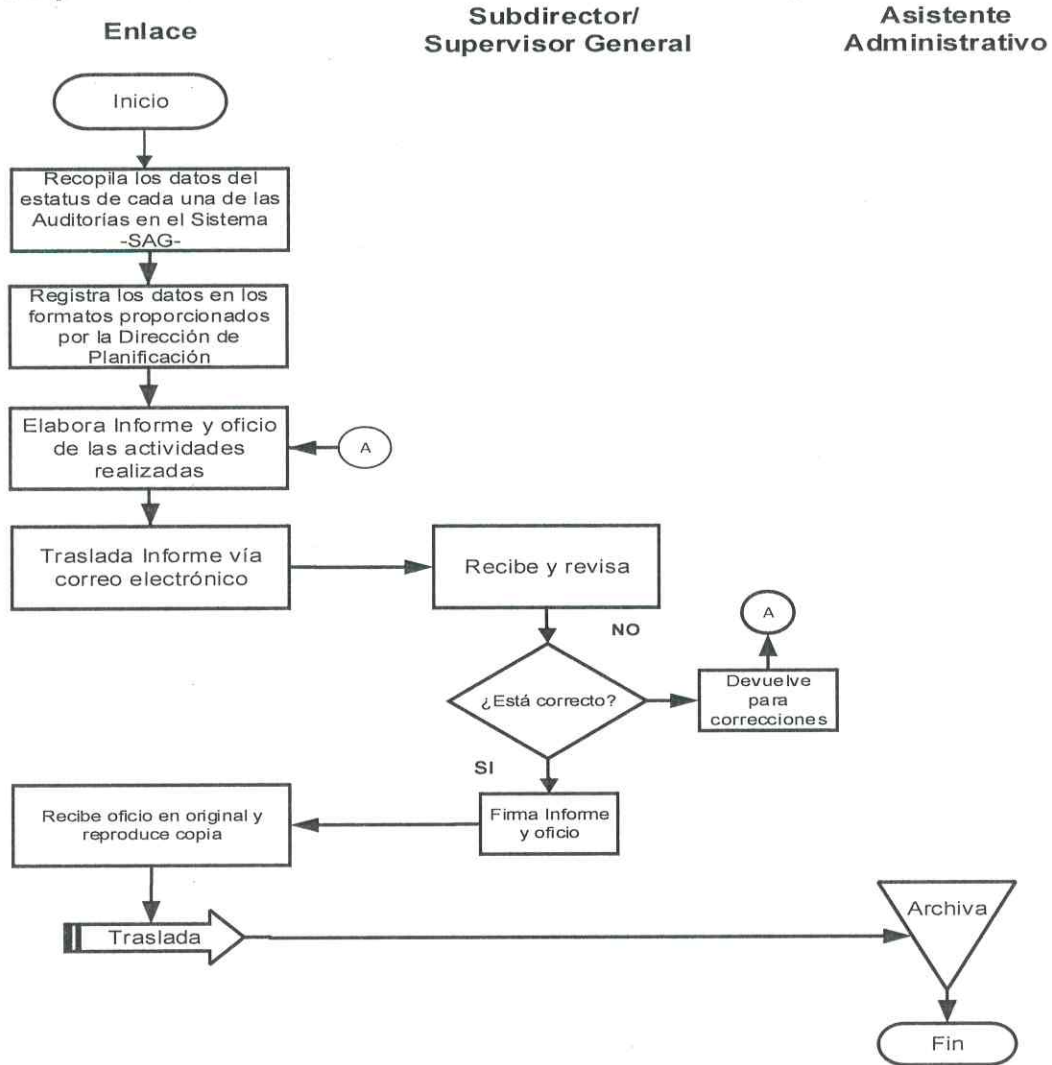 Enlace
Subdirector/
Supervisor General
Asistente
Administrativo
Inicio
Recopila los datos del
estatus de cada una de las
Auditorías en el Sistema
-SAG-
Registra los datos en los
formatos proporcionados
por la Dirección de
Planificación
Elabora Informe y oficio
de las actividades
realizadas
A
Traslada Informe vía
correo electrónico
Recibe y revisa
NO
A
¿Está correcto?
Devuelve
para
correcciones
SI
Recibe oficio en original y
reproduce copia
Firma Informe
y oficio
Traslada
Archiva
Fin